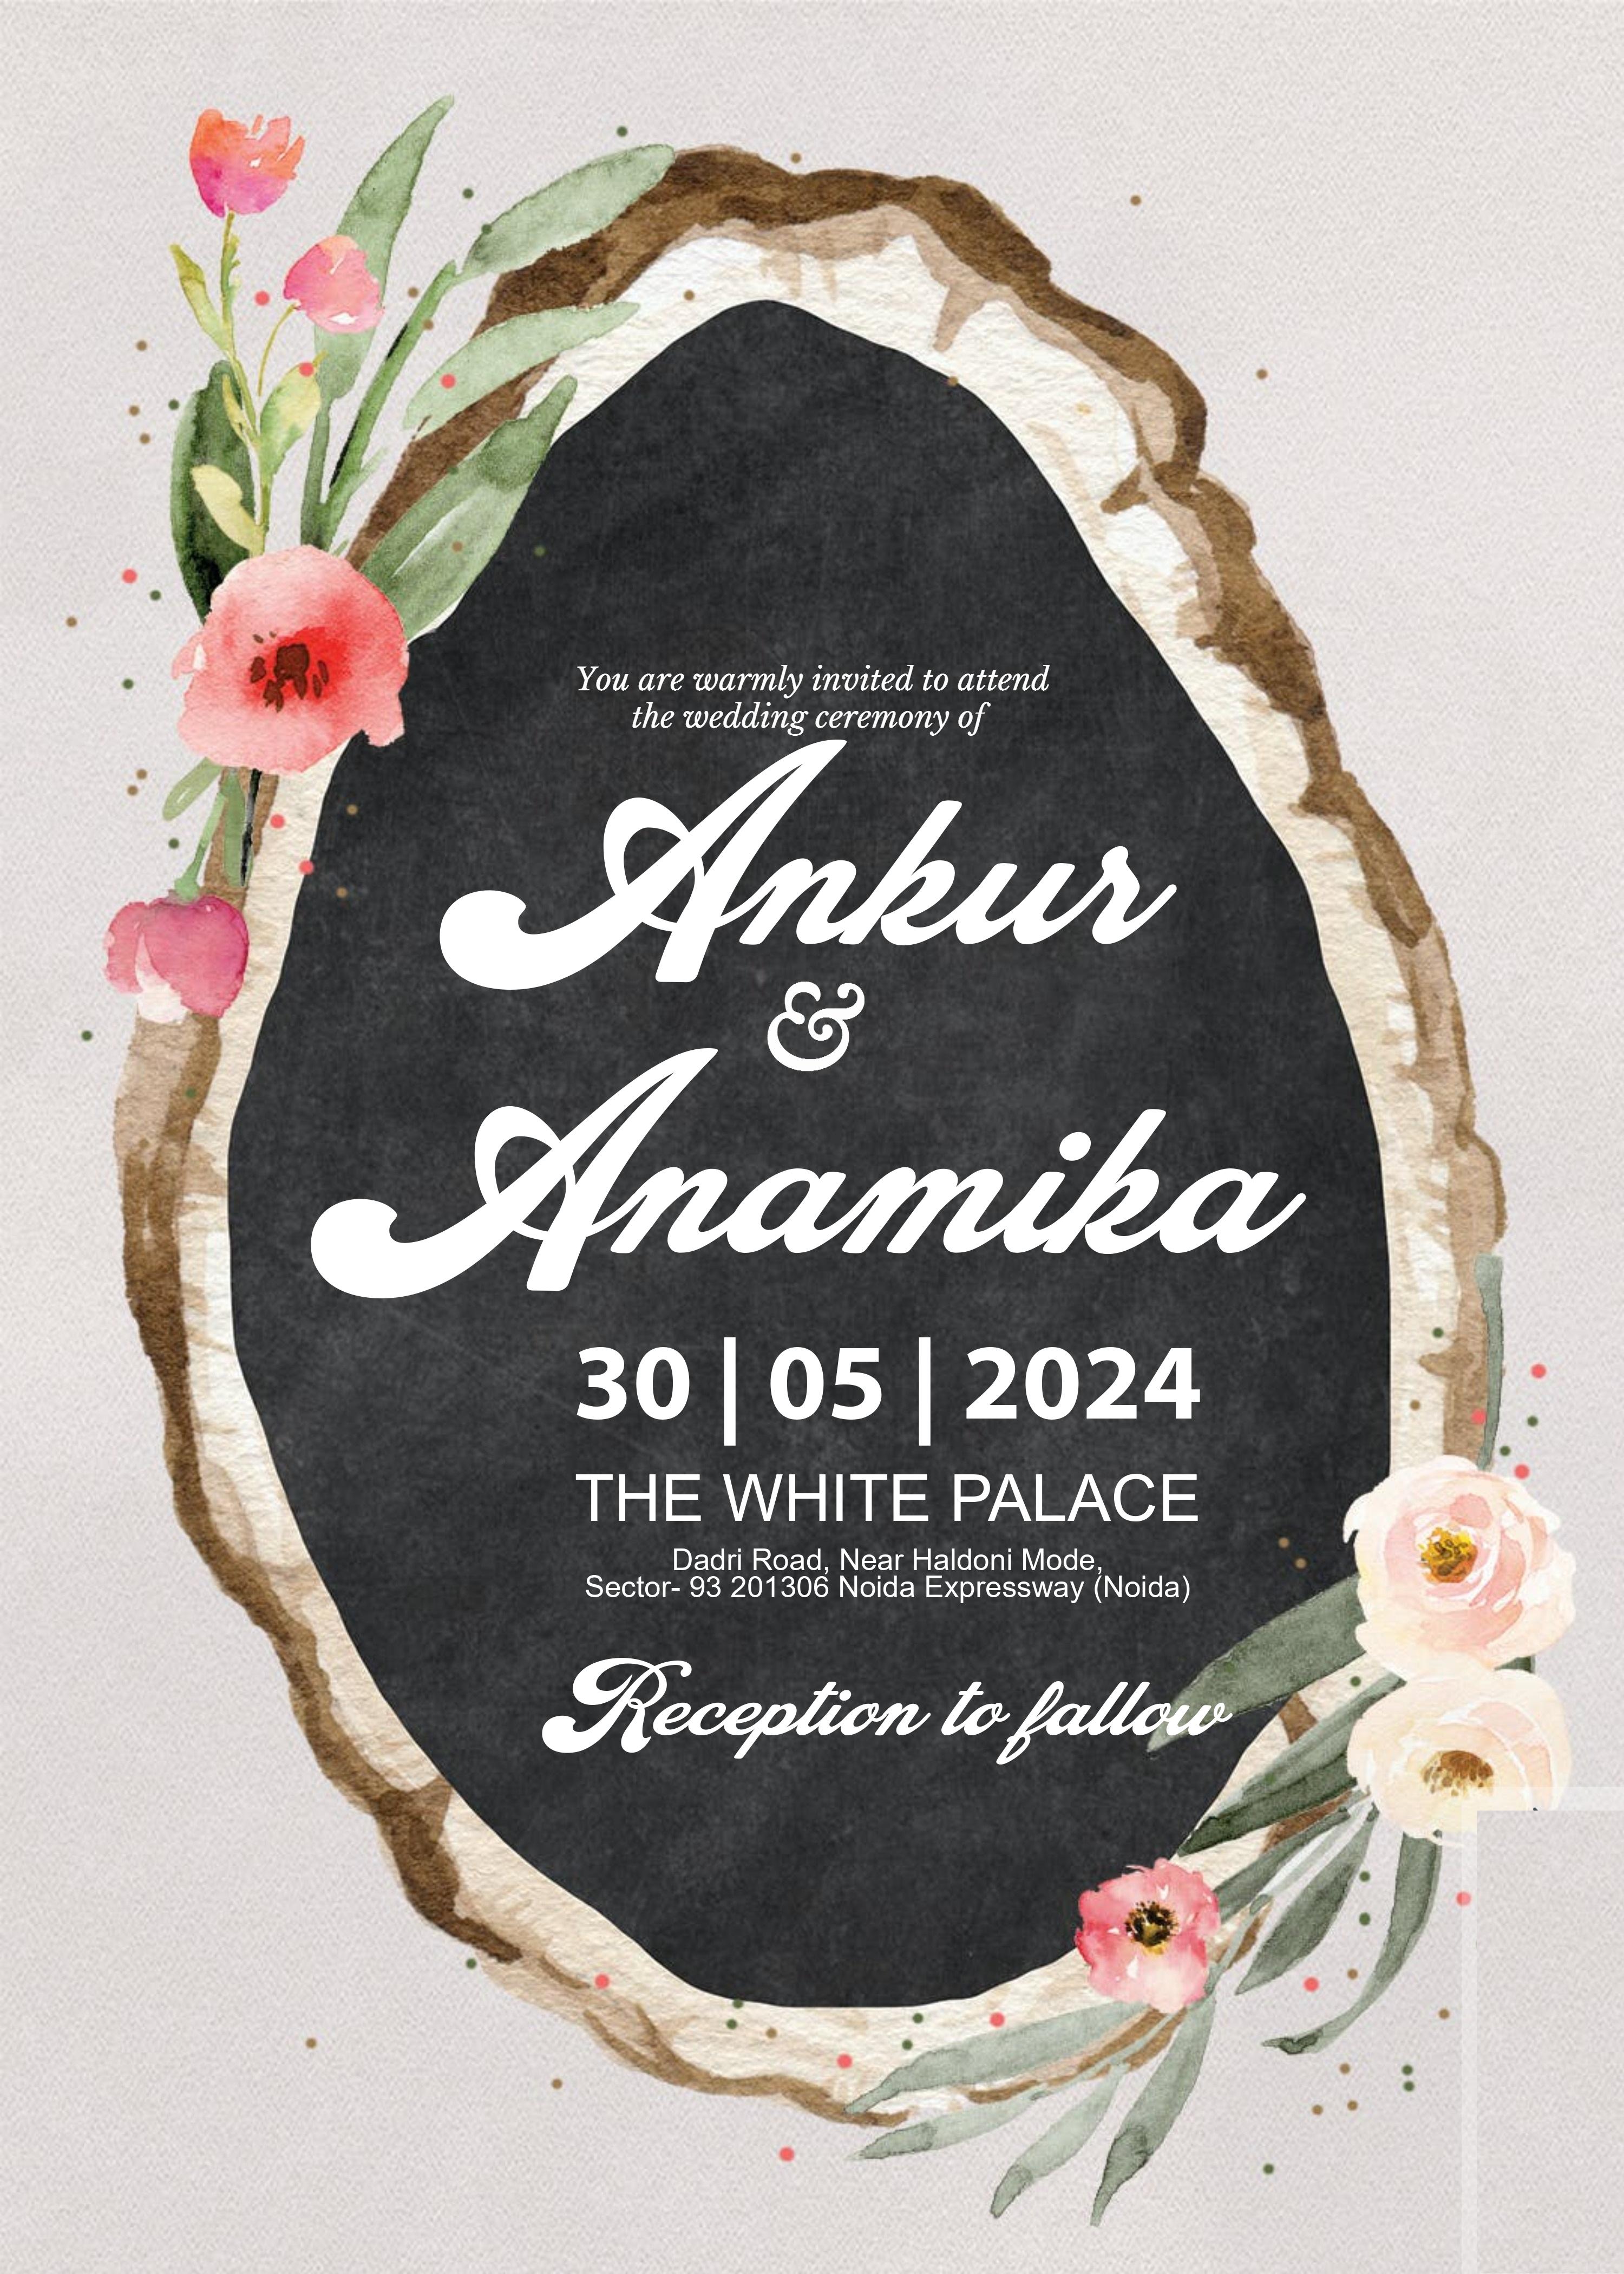 You are warmly invited to attend
the wedding ceremony of
Ankur
&
Anamika
30 | 05 | 2024
THE WHITE PALACE
Dadri Road, Near Haldoni Mode,
Sector- 93 201306 Noida Expressway (Noida)
Reception to fallow